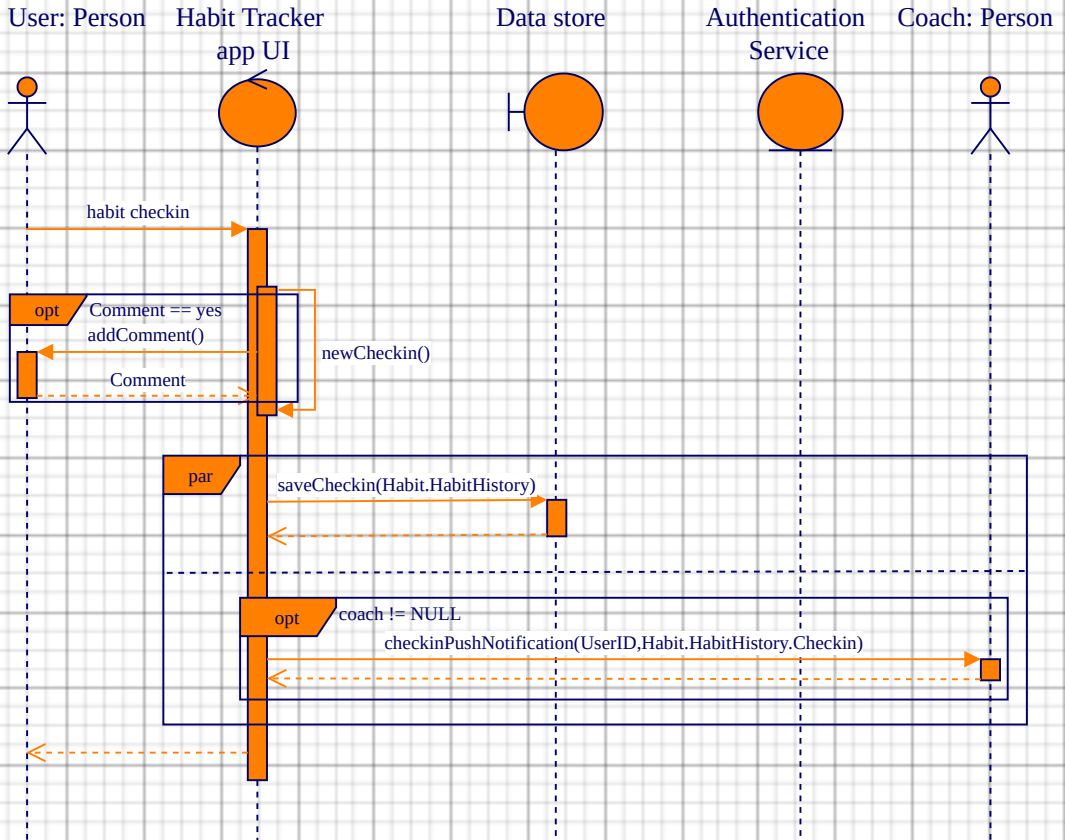 User: Person
Habit Tracker
app UI
Data store
Authentication
Service
Coach: Person
habit checkin
opt
Comment == yes
addComment()
newCheckin()
Comment
par
saveCheckin(Habit.HabitHistory)
opt
coach != NULL
checkinPushNotification(UserID,Habit.HabitHistory.Checkin)